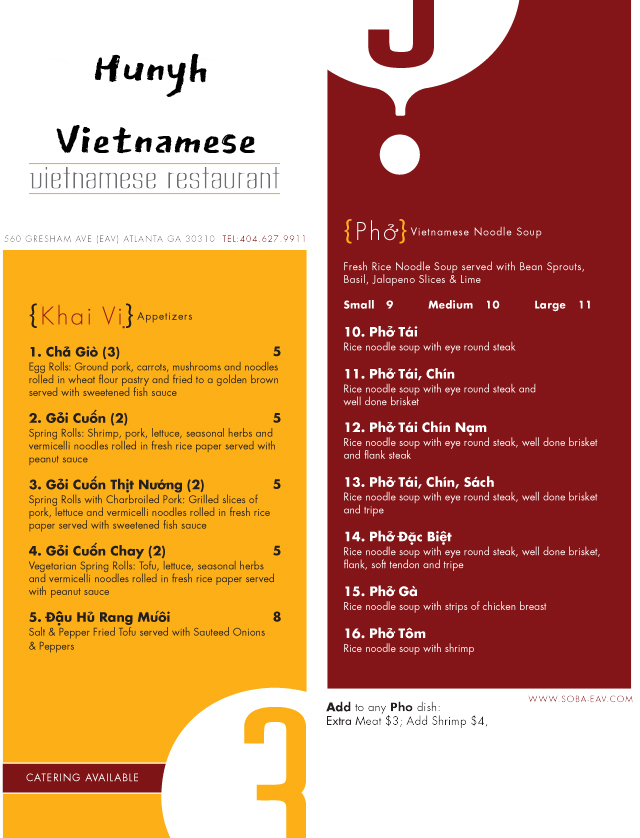 Hunyh
Vietnamese
vietnamese restaurant
560 GRESHAM AVE (EAV) ATLANTA GA 30310 TEL.404.627.9911
{Khai Vị} Appetizers
1. Chả Giò (3) 5
Egg Rolls: Ground pork, carrots, mushrooms and noodles
rolled in wheat flour pastry and fried to a golden brown
served with sweetened fish sauce
2. Gỏi Cuốn (2) 5
Spring Rolls: Shrimp, pork, lettuce, seasonal herbs and
vermicelli noodles rolled in fresh rice paper served with
peanut sauce
3. Gỏi Cuốn Thịt Nướng (2) 5
Spring Rolls with Charbroiled Pork: Grilled slices of
pork, lettuce and vermicelli noodles rolled in fresh rice
paper served with sweetened fish sauce
4. Gỏi Cuốn Chay (2) 5
Vegetarian Spring Rolls: Tofu, lettuce, seasonal herbs
and vermicelli noodles rolled in fresh rice paper served
with peanut sauce
5. Đậu Hủ Rang Muối 8
Salt & Pepper Fried Tofu served with Sauteed Onions
& Peppers
CATERING AVAILABLE
3
{Phở} Vietnamese Noodle Soup
Fresh Rice Noodle Soup served with Bean Sprouts,
Basil, Jalapeno Slices & Lime
Small 9 Medium 10 Large 11
10. Phở Tái
Rice noodle soup with eye round steak
11. Phở Tái, Chín
Rice noodle soup with eye round steak and
well done brisket
12. Phở Tái Chín Nạm
Rice noodle soup with eye round steak, well done brisket
and flank steak
13. Phở Tái, Chín, Sách
Rice noodle soup with eye round steak, well done brisket
and tripe
14. Phở Đặc Biệt
Rice noodle soup with eye round steak, well done brisket,
flank, soft tendon and tripe
15. Phở Gà
Rice noodle soup with strips of chicken breast
16. Phở Tôm
Rice noodle soup with shrimp
WWW.SOBA-EAV.COM
Add to any Pho dish:
Extra Meat $3; Add Shrimp $4,